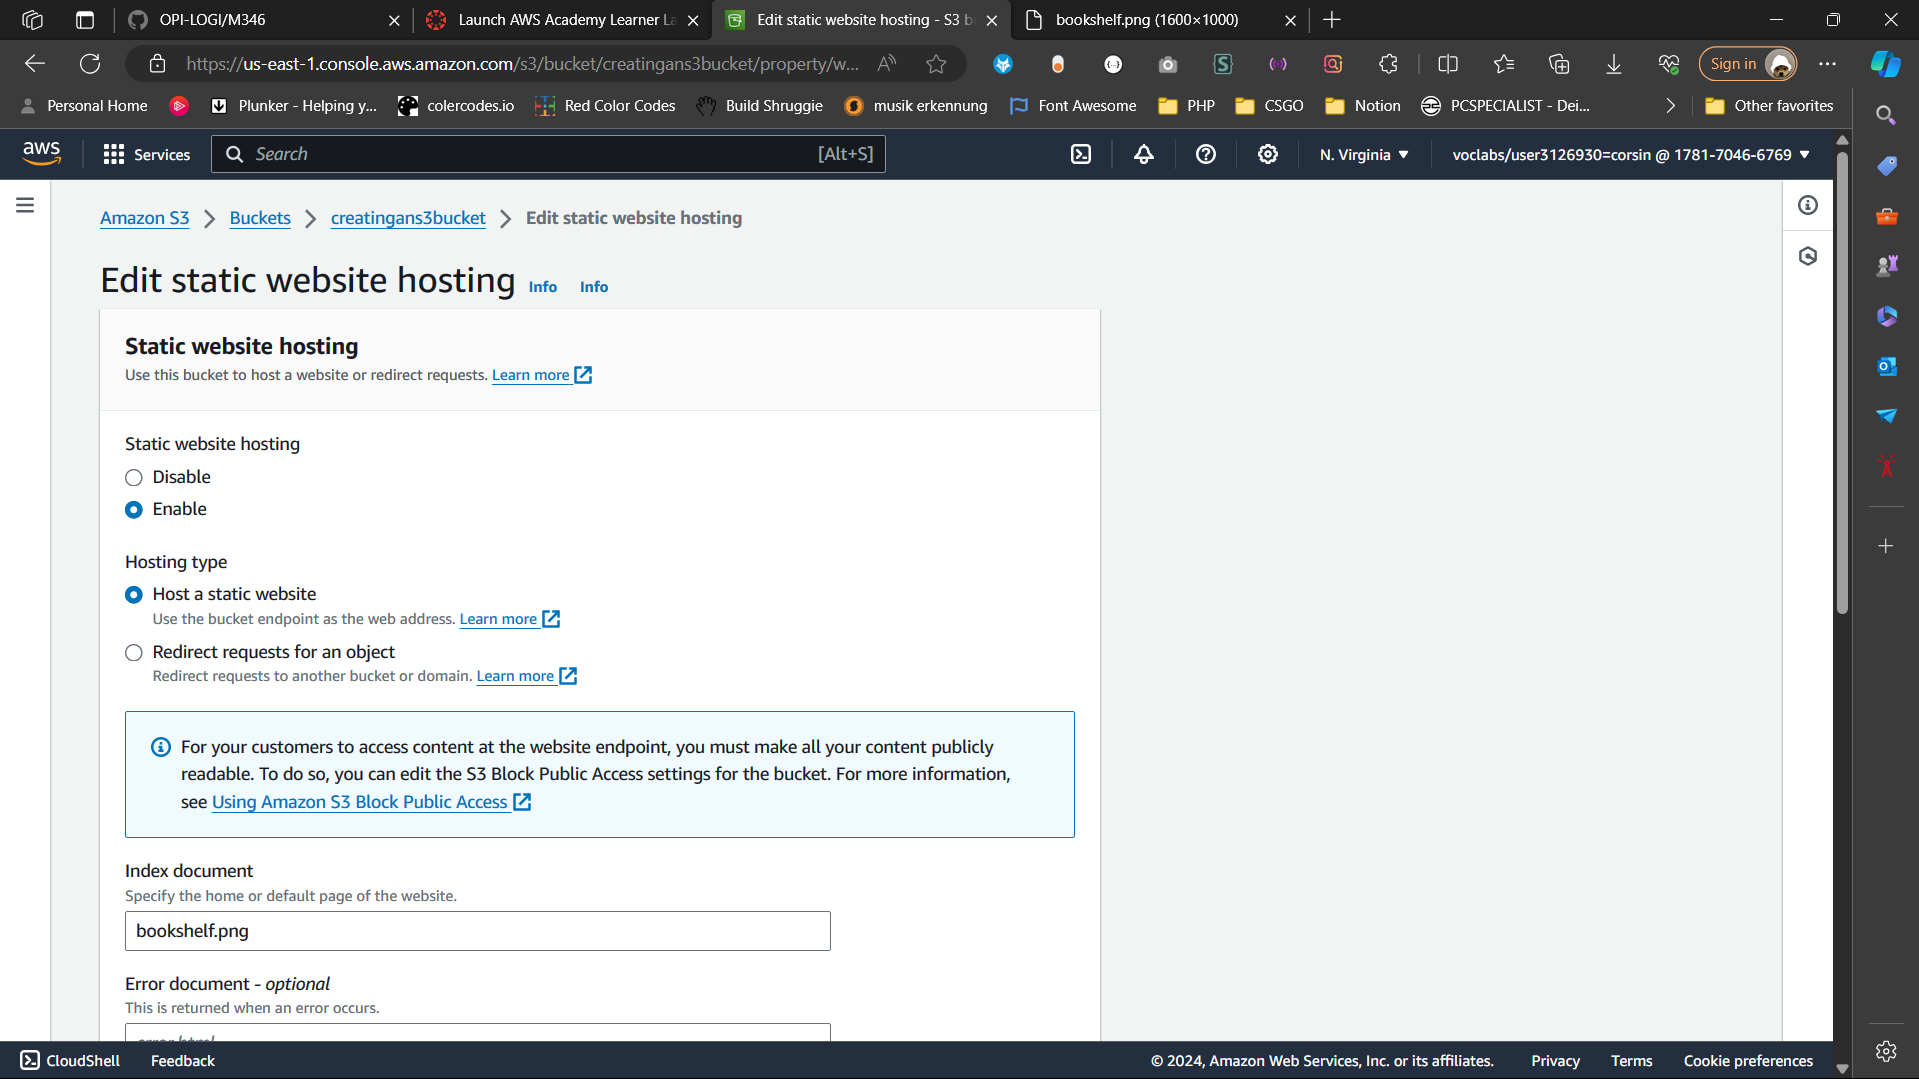 OPI-LOGI/M346
Launch AWS Academy Learner La
Edit static website hosting - S3 b
bookshelf.png (1600×1000)
https://us-east-1.console.aws.amazon.com/s3/bucket/creatingans3bucket/property/w...
Sign in
Personal Home
Plunker - Helping y...
colercodes.io
Red Color Codes
Build Shruggie
musik erkennung
Font Awesome
PHP
CSGO
Notion
PCSPECIALIST - Dei...
Other favorites
aws
Services
Search
[Alt+S]
N. Virginia
voclabs/user3126930=corsin @ 1781-7046-6769
Amazon S3
Buckets
creatingans3bucket
Edit static website hosting
Edit static website hosting Info Info
Static website hosting
Use this bucket to host a website or redirect requests. Learn more
Static website hosting
Disable
Enable
Hosting type
Host a static website
Use the bucket endpoint as the web address. Learn more
Redirect requests for an object
Redirect requests to another bucket or domain. Learn more
For your customers to access content at the website endpoint, you must make all your content publicly
readable. To do so, you can edit the S3 Block Public Access settings for the bucket. For more information,
see Using Amazon S3 Block Public Access
Index document
Specify the home or default page of the website.
bookshelf.png
Error document - optional
This is returned when an error occurs.
error.html
CloudShell
Feedback
© 2024, Amazon Web Services, Inc. or its affiliates.
Privacy
Terms
Cookie preferences